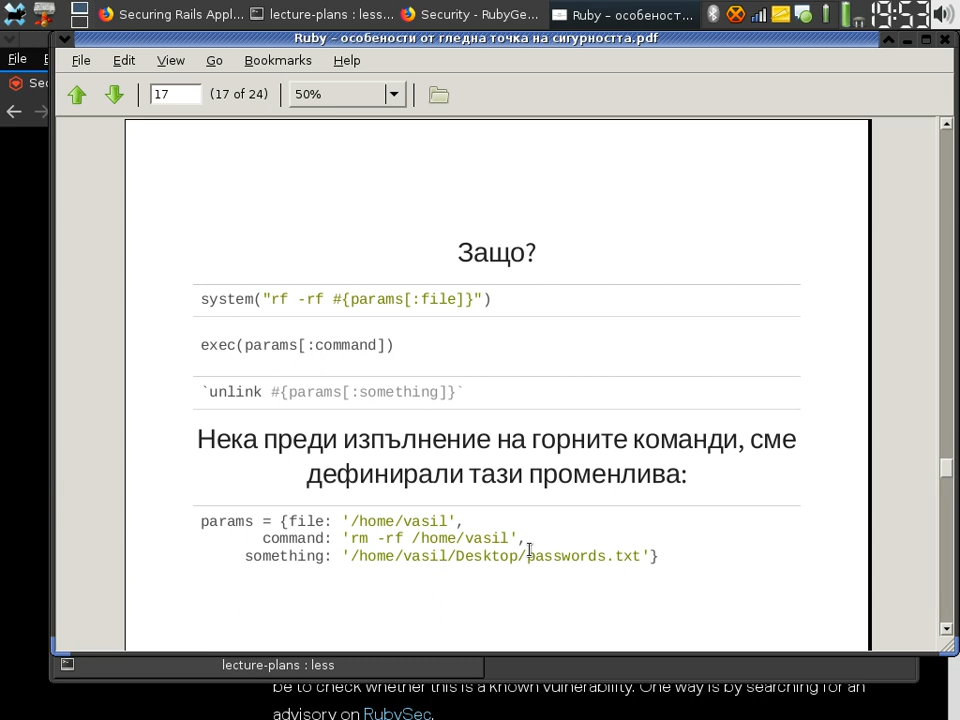 Securing Rails Appl...
lecture-plans : less...
Security - RubyGe...
Ruby – особеност...
18:53
Ruby – особености от гледна точка на сигурността.pdf
File
Sec
File Edit View Go Bookmarks Help
17 (17 of 24) 50%
Защо?
system("rf -rf #{params[:file]}")
exec(params[:command])
`unlink #{params[:something]}`
Нека преди изпълнение на горните команди, сме
дефинирали тази променлива:
params = {file: '/home/vasil',
command: 'rm -rf /home/vasil',
something: '/home/vasil/Desktop/passwords.txt'}
lecture-plans : less
be to check whether this is a known vulnerability. One way is by searching for an
advisory on RubySec.